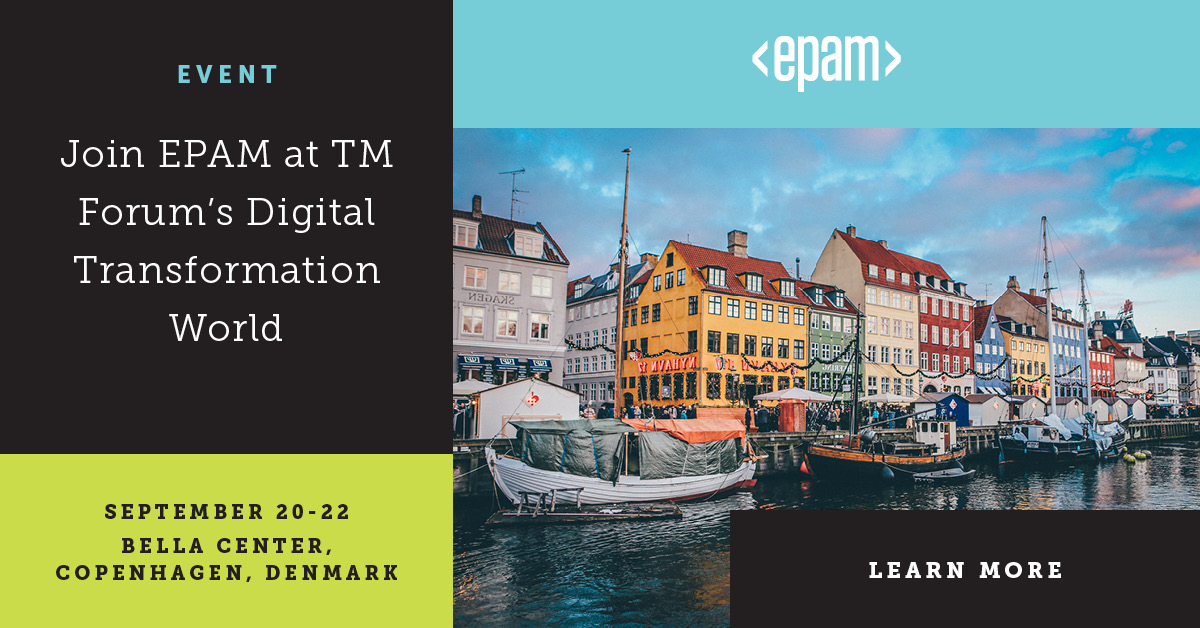 EVENT
Join EPAM at TM
Forum’s Digital
Transformation
World
SEPTEMBER 20-22
BELLA CENTER,
COPENHAGEN, DENMARK
<epam>
SKAGEN
NYHAVN 17
LEARN MORE